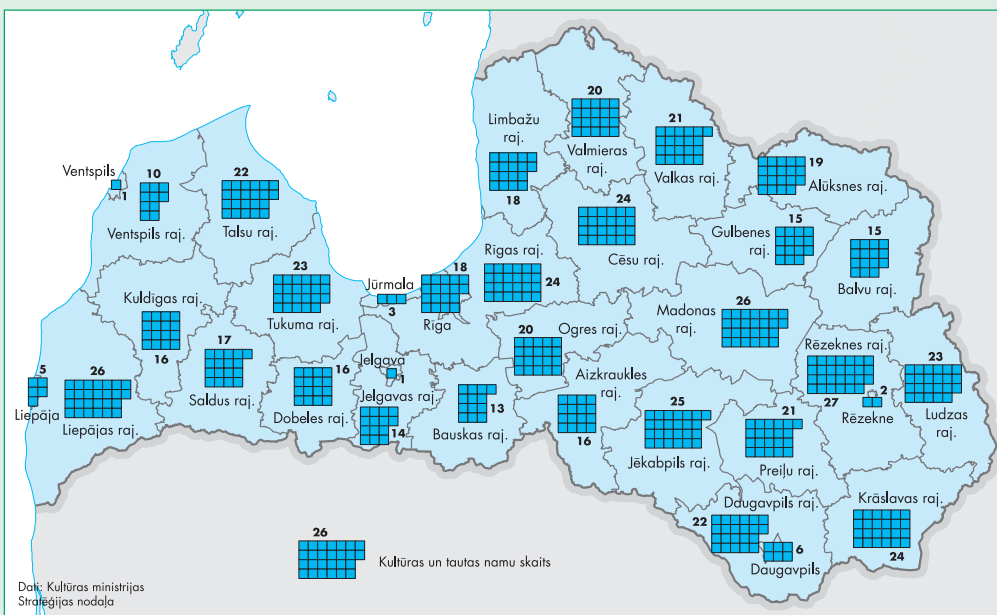 20
Valmieras
raj.
Limbažu
raj.
18
21
Valkas raj.
19
Alūksnes raj.
Ventspils
1
10
Ventspils raj.
22
Talsu raj.
24
Cēsu raj.
Gulbenes
raj.
15
15
Balvu raj.
23
Tukuma raj.
Jūrmala
3
18
Rīga
Rīgas raj.
24
Kuldīgas raj.
16
Madonas
raj.
26
17
Saldus raj.
16
Dobeles raj.
Jelgava
1
Jelgavas raj.
14
20
Ogres raj.
Aizkraukles
raj.
16
13
Bauskas raj.
5
Liepāja
26
Liepājas raj.
25
Jēkabpils raj.
21
Preiļu raj.
Rēzeknes raj.
27
2
Rēzekne
23
Ludzas
raj.
Daugavpils raj.
22
6
Daugavpils
Krāslavas raj.
24
26
Kultūras un tautas namu skaits
Dati: Kultūras ministrijas
Stratēģijas nodaļa